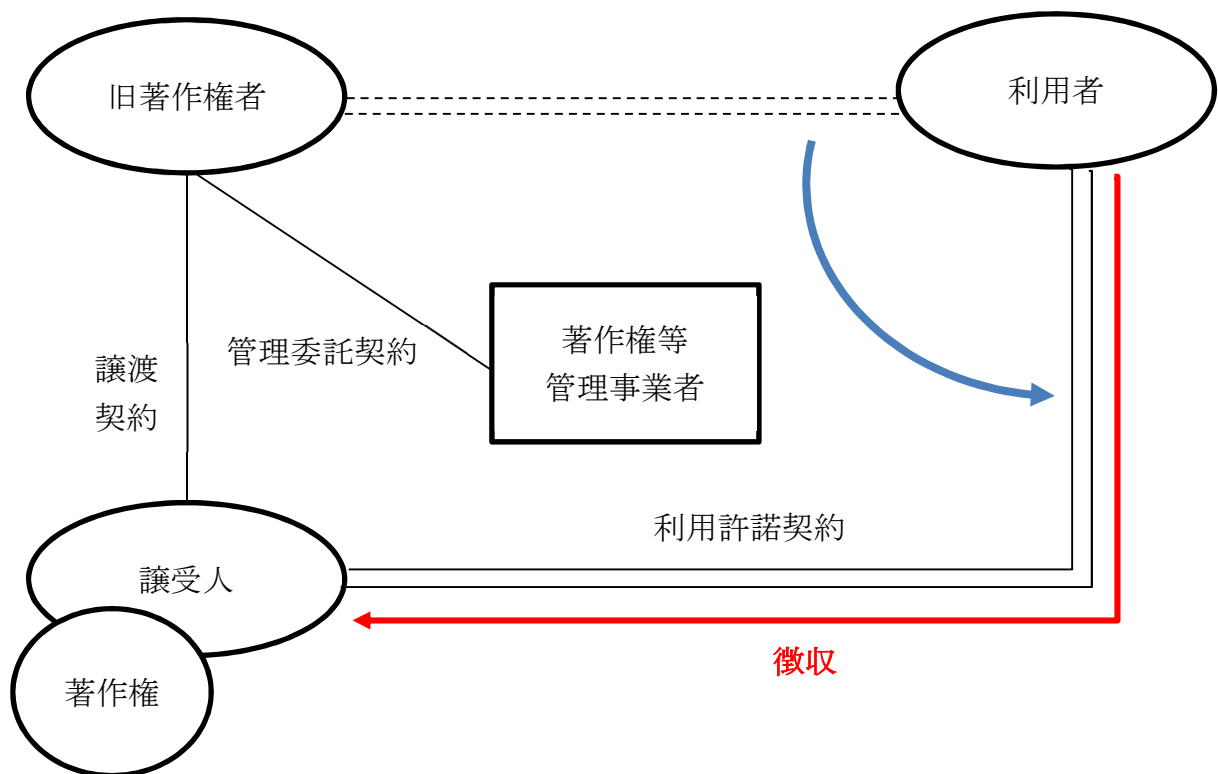 旧著作権者
利用者
管理委託契約
著作権等
管理事業者
譲渡
契約
利用許諾契約
譲受人
徴収
著作権